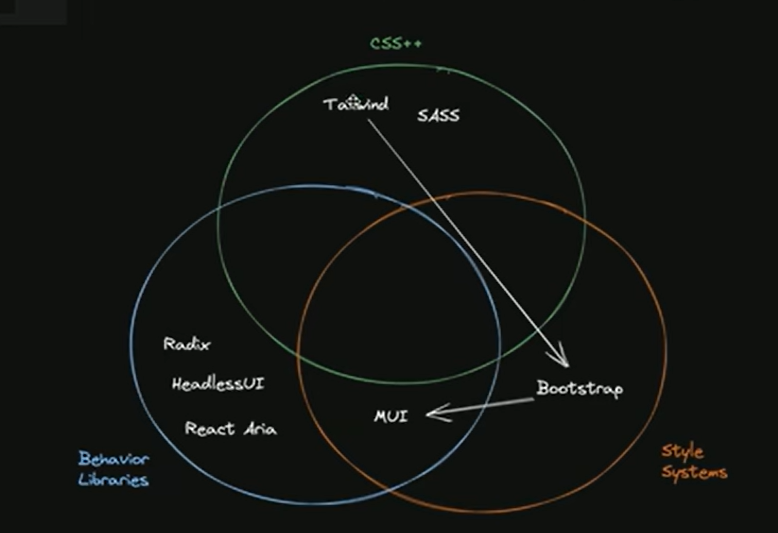 CSS++
Tailwind
SASS
Radix
HeadlessUI
React Aria
MUI
Bootstrap
Behavior
Libraries
Style
Systems